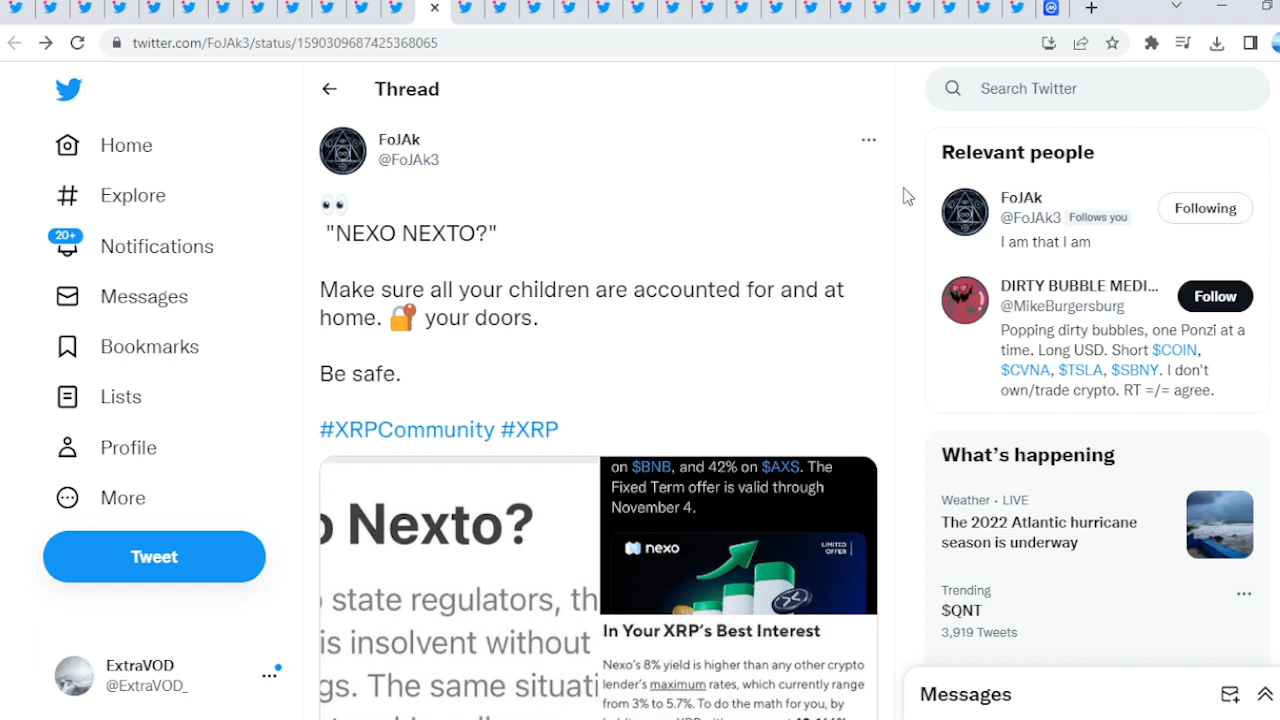 twitter.com/FoJAk3/status/1590309687425368065
Home
Explore
20+
Notifications
Messages
Bookmarks
Lists
Profile
More
Tweet
ExtraVOD
@ExtraVOD_
Thread
FoJAk
@FoJAk3
"NEXO NEXTO?"
Make sure all your children are accounted for and at
home. your doors.
Be safe.
#XRPCommunity #XRP
o Nexto?
state regulators, th
is insolvent without
gs. The same situati
on $BNB, and 42% on $AXS. The
Fixed Term offer is valid through
November 4.
nexo
LIMITED
OFFER
In Your XRP's Best Interest
Nexo's 8% yield is higher than any other crypto
lender's maximum rates, which currently range
from 3% to 5.7%. To do the math for you, by
Search Twitter
Relevant people
FoJAk
@FoJAk3 Follows you
Following
I am that I am
DIRTY BUBBLE MEDI...
@MikeBurgersburg
Follow
Popping dirty bubbles, one Ponzi at a
time. Long USD. Short $COIN,
$CVNA, $TSLA, $SBNY. I don't
own/trade crypto. RT =/= agree.
What's happening
Weather · LIVE
The 2022 Atlantic hurricane
season is underway
Trending
$QNT
3,919 Tweets
Messages